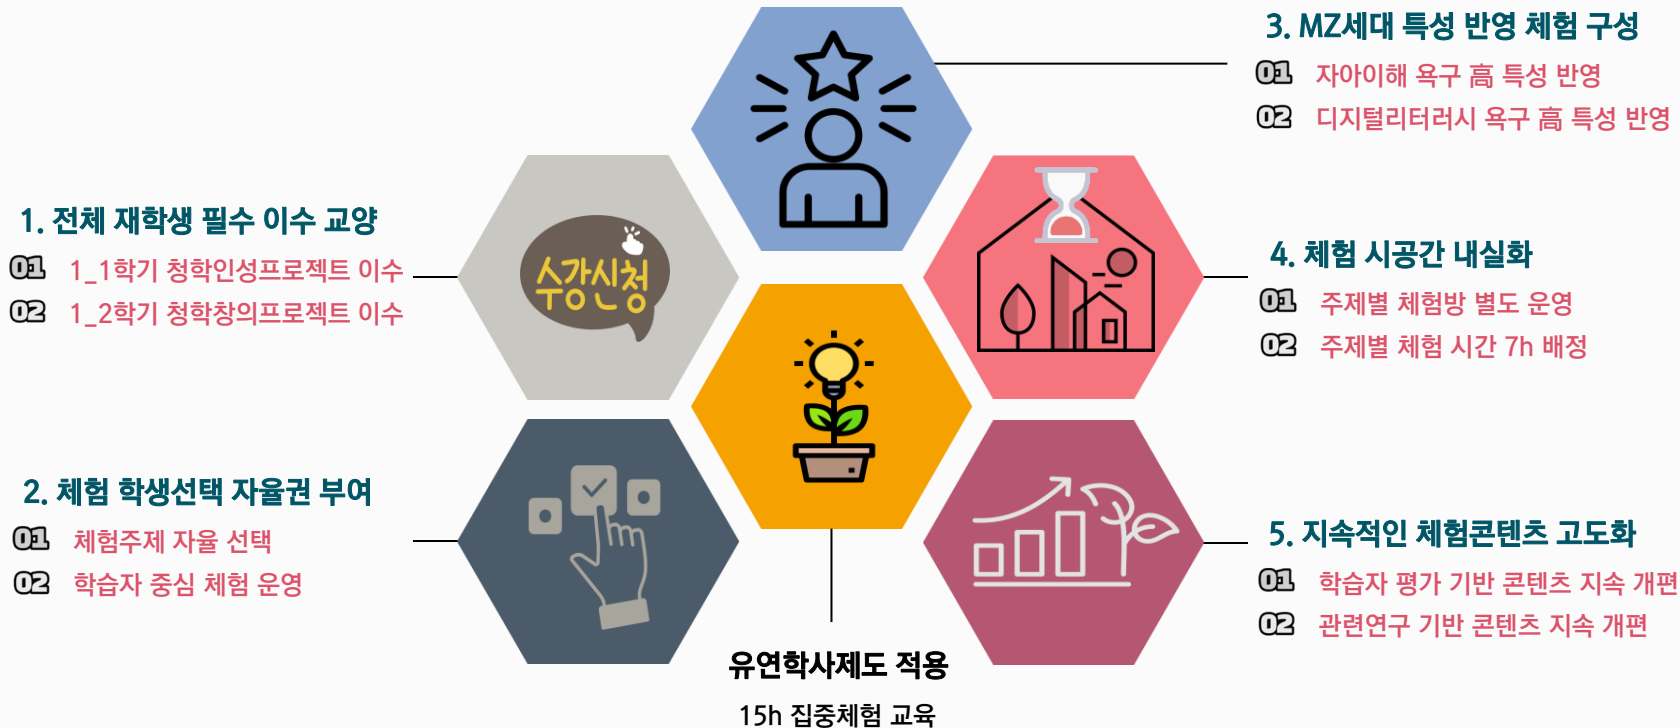 1. 전체 재학생 필수 이수 교양
01 1_1학기 청학인성프로젝트 이수
02 1_2학기 청학창의프로젝트 이수
수강신청
2. 체험 학생선택 자율권 부여
01 체험주제 자율 선택
02 학습자 중심 체험 운영
3. MZ세대 특성 반영 체험 구성
01 자아이해 욕구 高 특성 반영
02 디지털리터러시 욕구 高 특성 반영
4. 체험 시공간 내실화
01 주제별 체험방 별도 운영
02 주제별 체험 시간 7h 배정
5. 지속적인 체험콘텐츠 고도화
01 학습자 평가 기반 콘텐츠 지속 개편
02 관련연구 기반 콘텐츠 지속 개편
유연학사제도 적용
15h 집중체험 교육